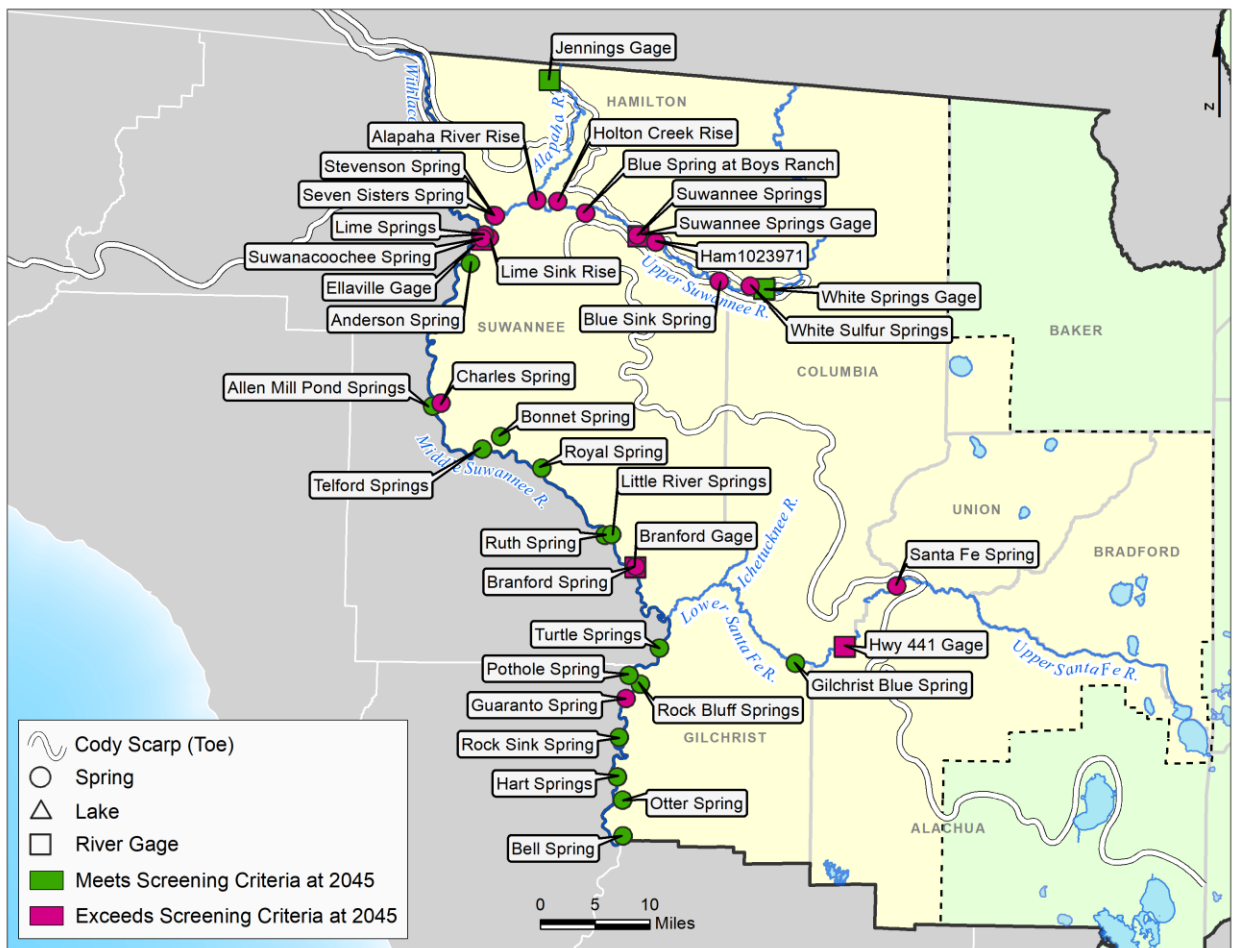 Jennings Gage
N
HAMILTON
Withlaco
Alapaha R.
Alapaha River Rise
Holton Creek Rise
Stevenson Spring
Blue Spring at Boys Ranch
Seven Sisters Spring
Suwannee Springs
Lime Springs
Suwannee Springs Gage
Suwanacoochee Spring
Ham1023971
Lime Sink Rise
Ellaville Gage
Upper Suwannee R.
White Springs Gage
Anderson Spring
SUWANNEE
Blue Sink Spring
White Sulfur Springs
BAKER
COLUMBIA
Allen Mill Pond Springs
Charles Spring
Bonnet Spring
Middle Suwannee R.
Royal Spring
Telford Springs
Little River Springs
Ichetucknee R.
UNION
Ruth Spring
Branford Gage
BRADFORD
Santa Fe Spring
Branford Spring
Lower Santa Fe R.
Turtle Springs
Hwy 441 Gage
Upper Santa Fe R.
Pothole Spring
Gilchrist Blue Spring
Guaranto Spring
Rock Bluff Springs
GILCHRIST
Rock Sink Spring
Hart Springs
Otter Spring
ALACHUA
Bell Spring
Cody Scarp (Toe)
Spring
Lake
River Gage
Meets Screening Criteria at 2045
Exceeds Screening Criteria at 2045
0 5 10
Miles